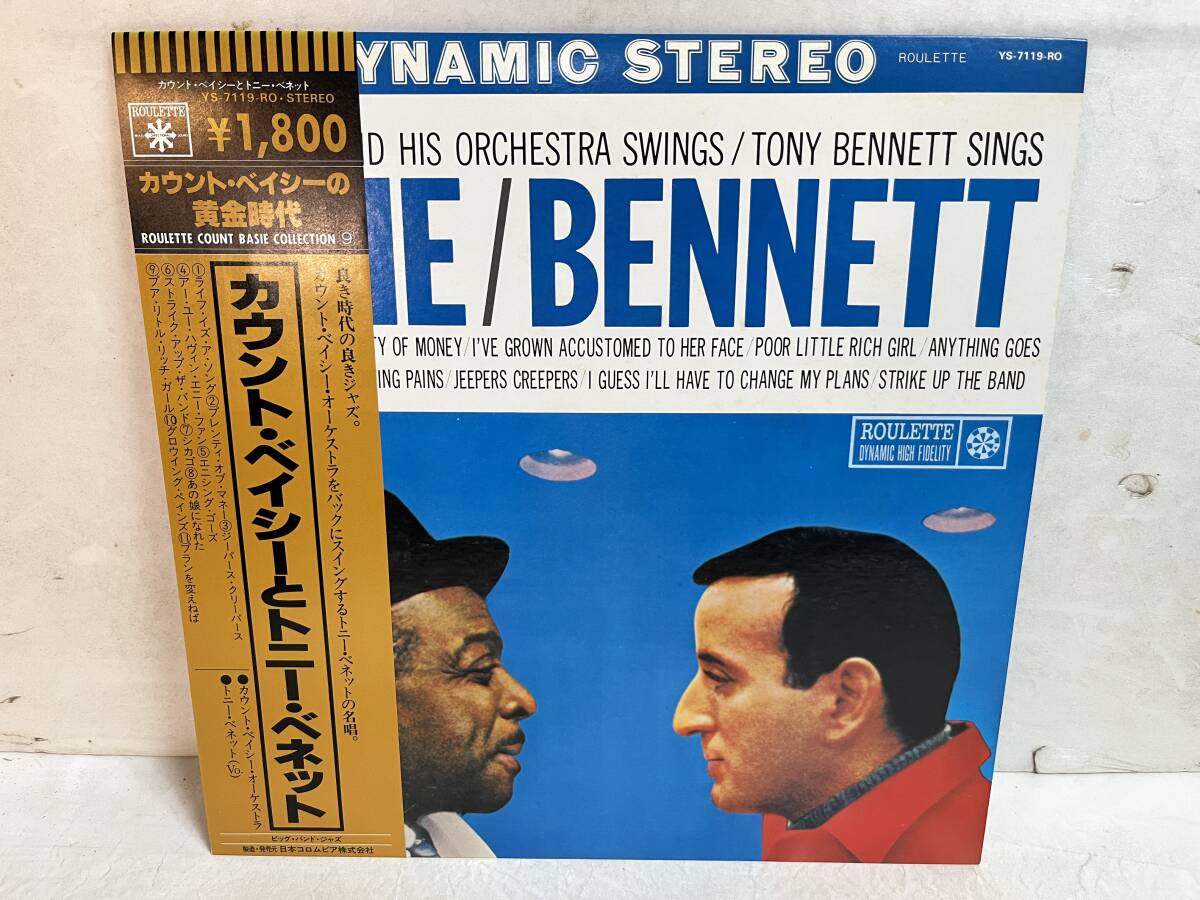 カウント・ベイシーとトニー・ベネット
YS-7119-RO・STEREO
ROULETTE
¥1,800
カウント・ベイシーの
黄金時代
ROULETTE COUNT BASIE COLLECTION ⑨
良き時代の良きジャズ。
カウント・ベイシー・オーケストラをバックにスイングするトニー・ベネットの名唱。
カウント・ベイシーとトニー・ベネット
①ライフ・イズ・ア・ソング②プレンティ・オブ・マネー③ジーパース・クリーパース
④アー・ユー・ハヴィン・エニー・ファン⑤エニシング・ゴーズ
⑥ストライク・アップ・ザ・バンド⑦シカゴ⑧あの娘になれた
⑨プア・リトル・リッチ・ガール⑩グロウイング・ペインズ⑪プランを変えねば
●カウント・ベイシー・オーケストラ
●トニー・ベネット(Vo.)
ビッグ・バンド・ジャズ
製造・発売元 日本コロムビア株式会社
YNAMIC STEREO
ROULETTE
YS-7119-RO
D HIS ORCHESTRA SWINGS/TONY BENNETT SINGS
IE/BENNETT
TY OF MONEY/I'VE GROWN ACCUSTOMED TO HER FACE/POOR LITTLE RICH GIRL/ANYTHING GOES
ING PAINS/JEEPERS CREEPERS/I GUESS I'LL HAVE TO CHANGE MY PLANS/STRIKE UP THE BAND
ROULETTE
DYNAMIC HIGH FIDELITY